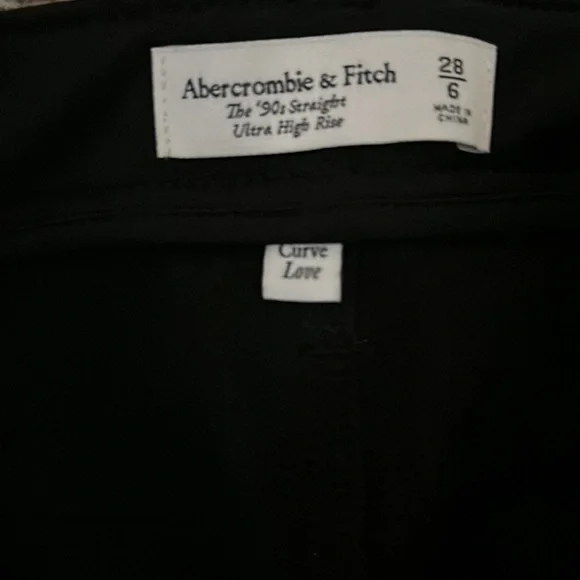 Abercrombie & Fitch
The '90s Straight
Ultra High Rise
28
6
MADE IN
CHINA
Curve
Love